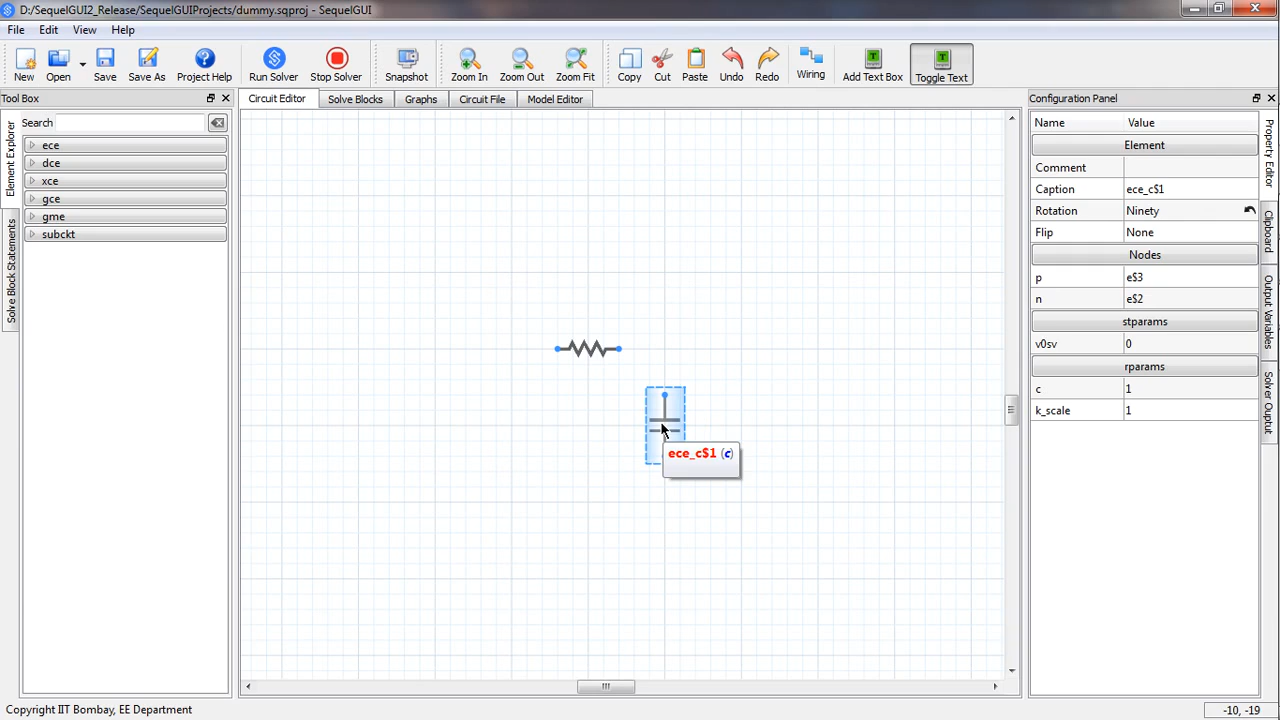 D:/SequelGUI2_Release/SequelGUIProjects/dummy.sqproj - SequelGUI
File Edit View Help
New Open Save Save As Project Help Run Solver Stop Solver Snapshot Zoom In Zoom Out Zoom Fit Copy Cut Paste Undo Redo Wiring Add Text Box Toggle Text
Tool Box
Circuit Editor Solve Blocks Graphs Circuit File Model Editor
Configuration Panel
Element Explorer
Solve Block Statements
Search
ece
dce
xce
gce
gme
subckt
ece_c$1 (c)
Name Value
Element
Comment
Caption ece_c$1
Rotation Ninety
Flip None
Nodes
p e$3
n e$2
stparams
v0sv 0
rparams
c 1
k_scale 1
Property Editor
Clipboard
Output Variables
Solver Output
Copyright IIT Bombay, EE Department
-10, -19